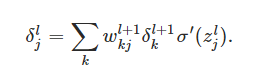 δ_j^l = ∑_k w_{kj}^{l+1} δ_k^{l+1} σ′(z_j^l).